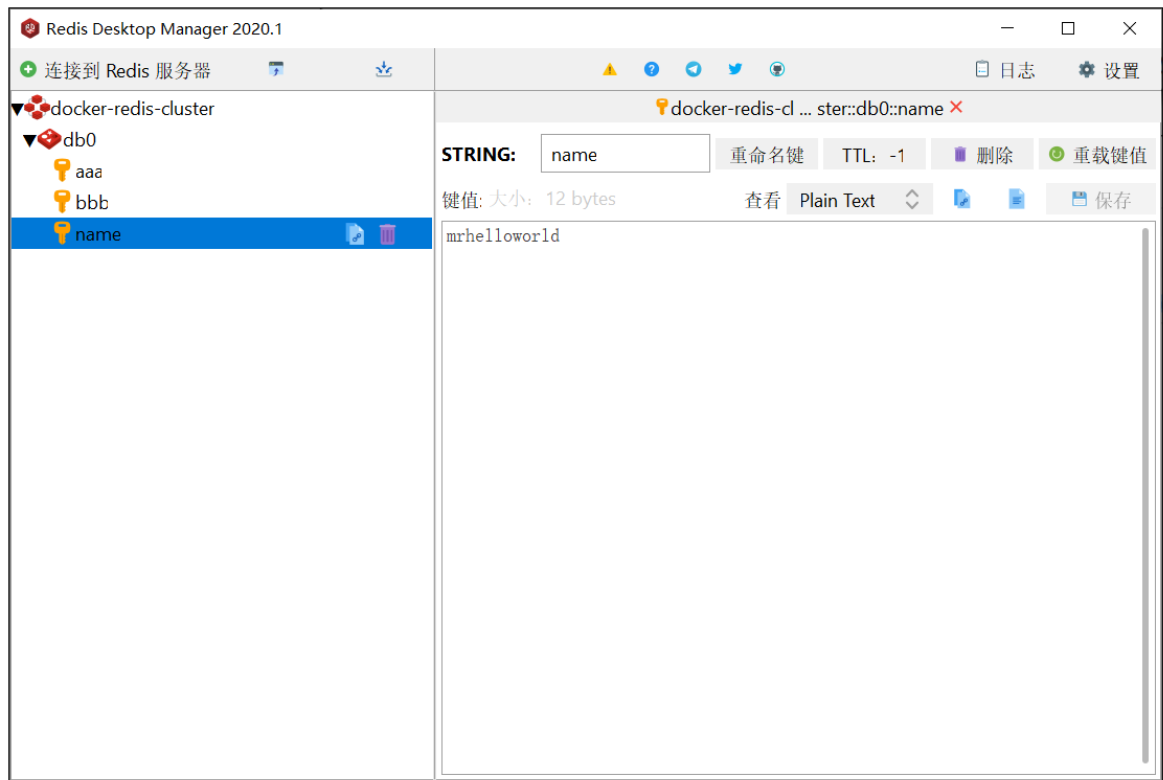 Redis Desktop Manager 2020.1
连接到 Redis 服务器
日志
设置
docker-redis-cluster
db0
aaa
bbb
name
docker-redis-cl ... ster::db0::name
STRING: name 重命名键 TTL：-1 删除 重载键值
键值: 大小：12 bytes 查看 Plain Text 保存
mrhelloworld